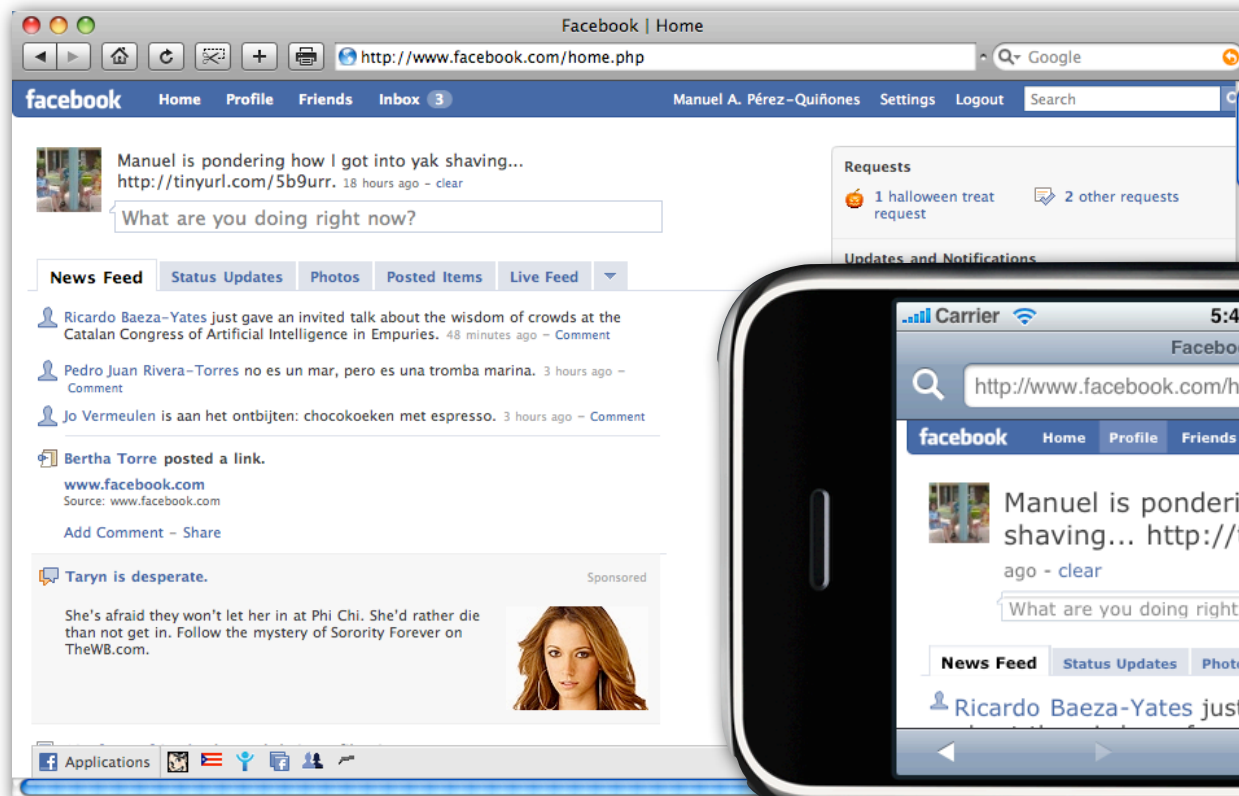 Facebook | Home
http://www.facebook.com/home.php
Google
facebook Home Profile Friends Inbox 3 Manuel A. Pérez-Quiñones Settings Logout Search
Manuel is pondering how I got into yak shaving...
http://tinyurl.com/5b9urr. 18 hours ago - clear
What are you doing right now?
Requests
1 halloween treat
request
2 other requests
Updates and Notifications
News Feed Status Updates Photos Posted Items Live Feed
Ricardo Baeza-Yates just gave an invited talk about the wisdom of crowds at the
Catalan Congress of Artificial Intelligence in Empuries. 48 minutes ago - Comment
Pedro Juan Rivera-Torres no es un mar, pero es una tromba marina. 3 hours ago -
Comment
Jo Vermeulen is aan het ontbijten: chocokoeken met espresso. 3 hours ago - Comment
Bertha Torre posted a link.
www.facebook.com
Source: www.facebook.com
Add Comment - Share
Taryn is desperate. Sponsored
She's afraid they won't let her in at Phi Chi. She'd rather die
than not get in. Follow the mystery of Sorority Forever on
TheWB.com.
Applications
Carrier 5:4
Facebo
http://www.facebook.com/h
facebook Home Profile Friends
Manuel is ponderi
shaving... http://t
ago - clear
What are you doing right
News Feed Status Updates Phot
Ricardo Baeza-Yates just